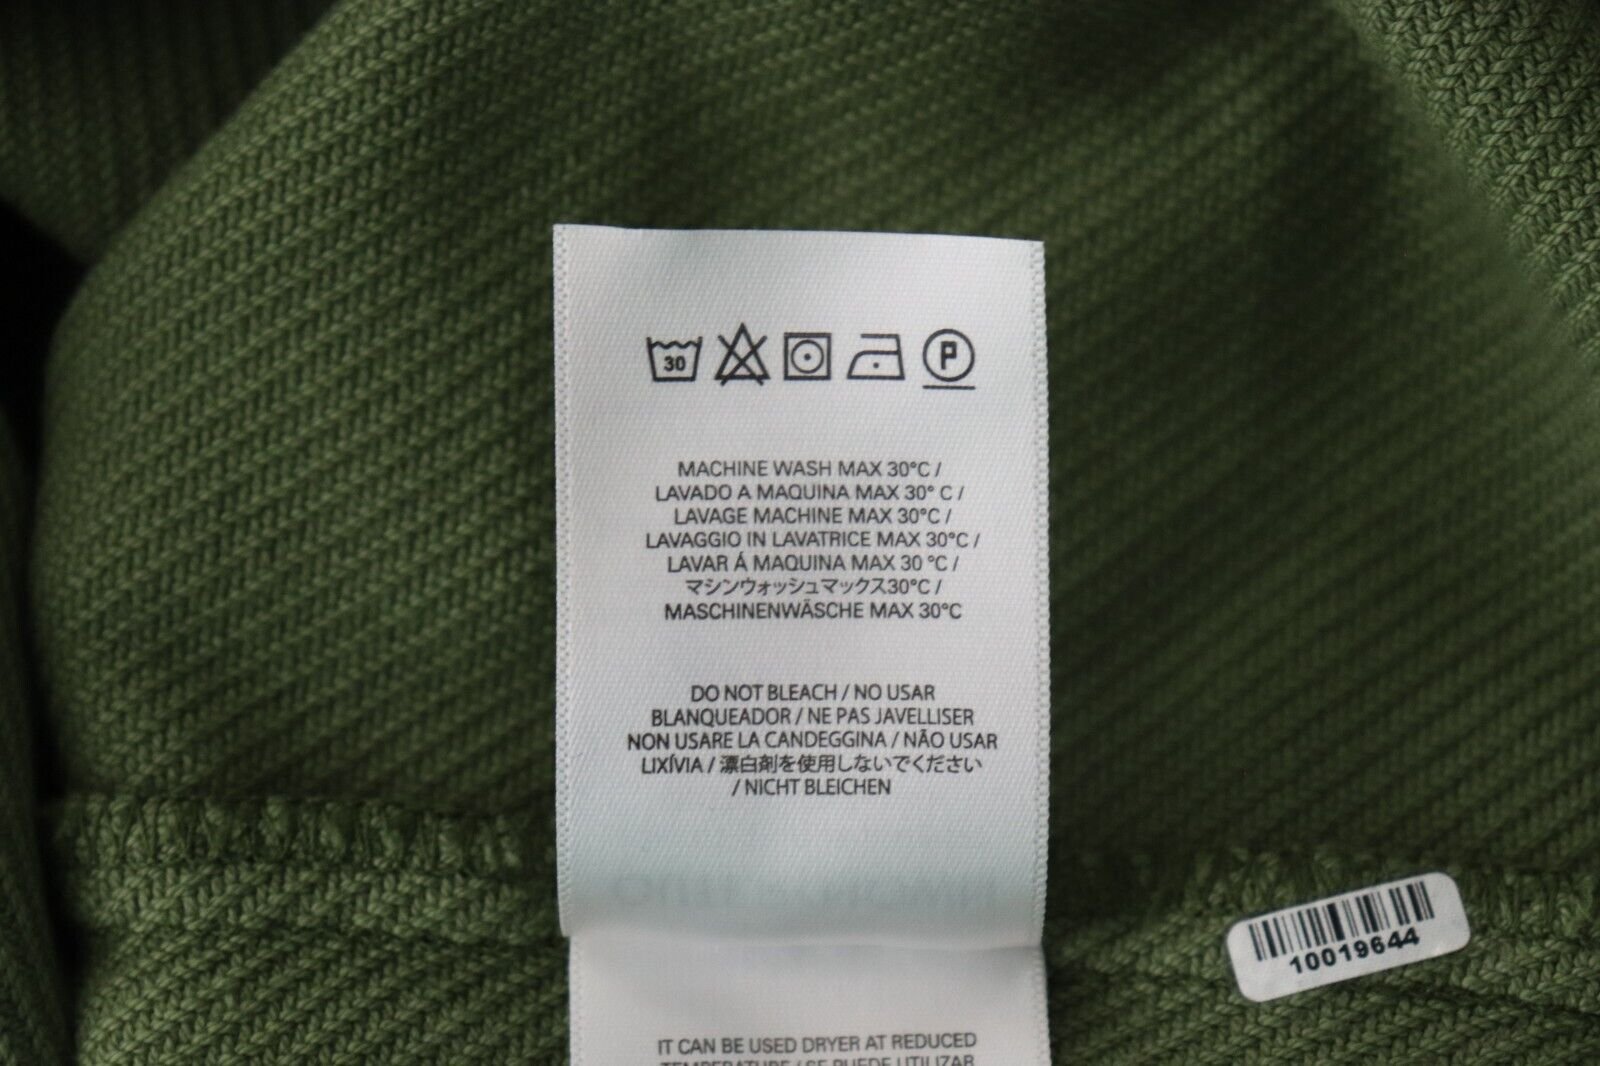 30 P
MACHINE WASH MAX 30°C /
LAVADO A MAQUINA MAX 30° C /
LAVAGE MACHINE MAX 30°C /
LAVAGGIO IN LAVATRICE MAX 30°C /
LAVAR Á MAQUINA MAX 30 °C /
マシンウォッシュマックス30°C /
MASCHINENWÄSCHE MAX 30°C
DO NOT BLEACH / NO USAR
BLANQUEADOR / NE PAS JAVELLISER
NON USARE LA CANDEGGINA / NÃO USAR
LIXÍVIA / 漂白剤を使用しないでください
/ NICHT BLEICHEN
10019644
IT CAN BE USED DRYER AT REDUCED
TEMPERATURE / SE PUEDE UTILIZAR